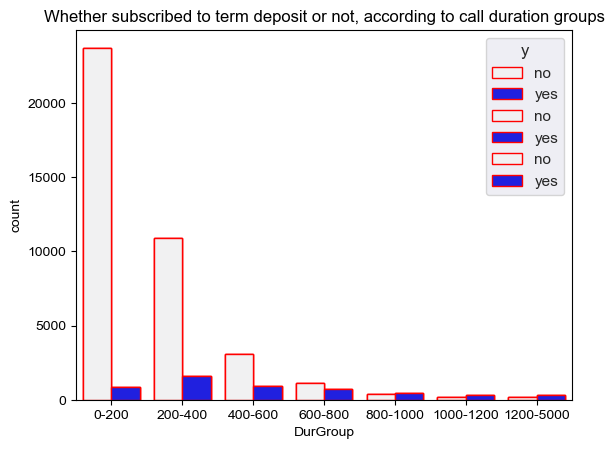 Whether subscribed to term deposit or not, according to call duration groups
y
no
yes
no
yes
no
yes
20000
15000
10000
5000
0
count
0-200 200-400 400-600 600-800 800-1000 1000-1200 1200-5000
DurGroup